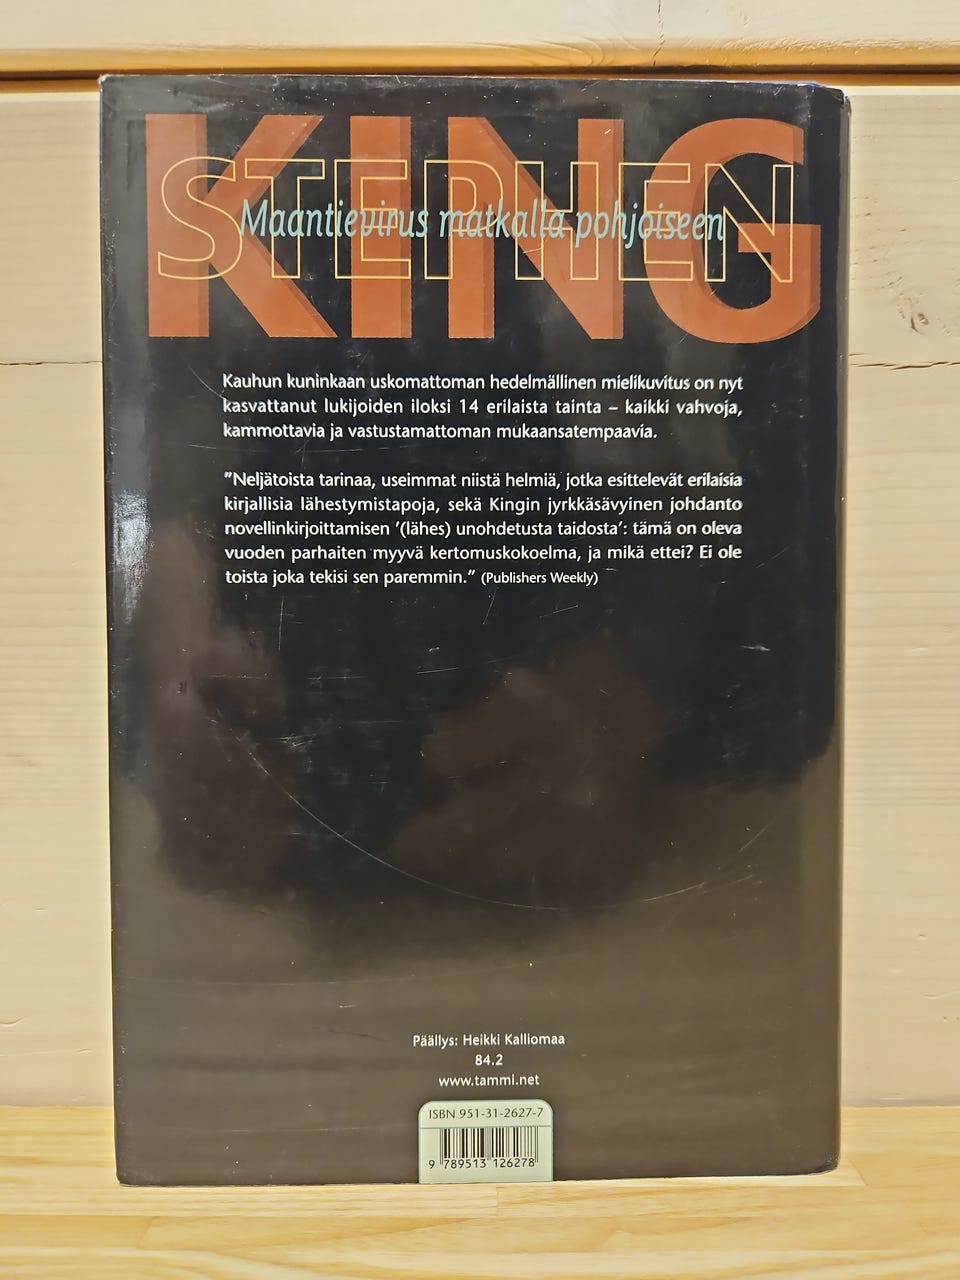 KING
STEPHEN
Maantievirus matkalla pohjoiseen
Kauhun kuninkaan uskomattoman hedelmällinen mielikuvitus on nyt
kasvattanut lukijoiden iloksi 14 erilaista tainta – kaikki vahvoja,
kammottavia ja vastustamattoman mukaansatempaavia.
"Neljätoista tarinaa, useimmat niistä helmiä, jotka esittelevät erilaisia
kirjallisia lähestymistapoja, sekä Kingin jyrkkäsävyinen johdanto
novellinkirjoittamisen '(lähes) unohdetusta taidosta': tämä on oleva
vuoden parhaiten myyvä kertomuskokoelma, ja mikä ettei? Ei ole
toista joka tekisi sen paremmin." (Publishers Weekly)
Päällys: Heikki Kalliomaa
84.2
www.tammi.net
ISBN 951-31-2627-7
9 789513 126278